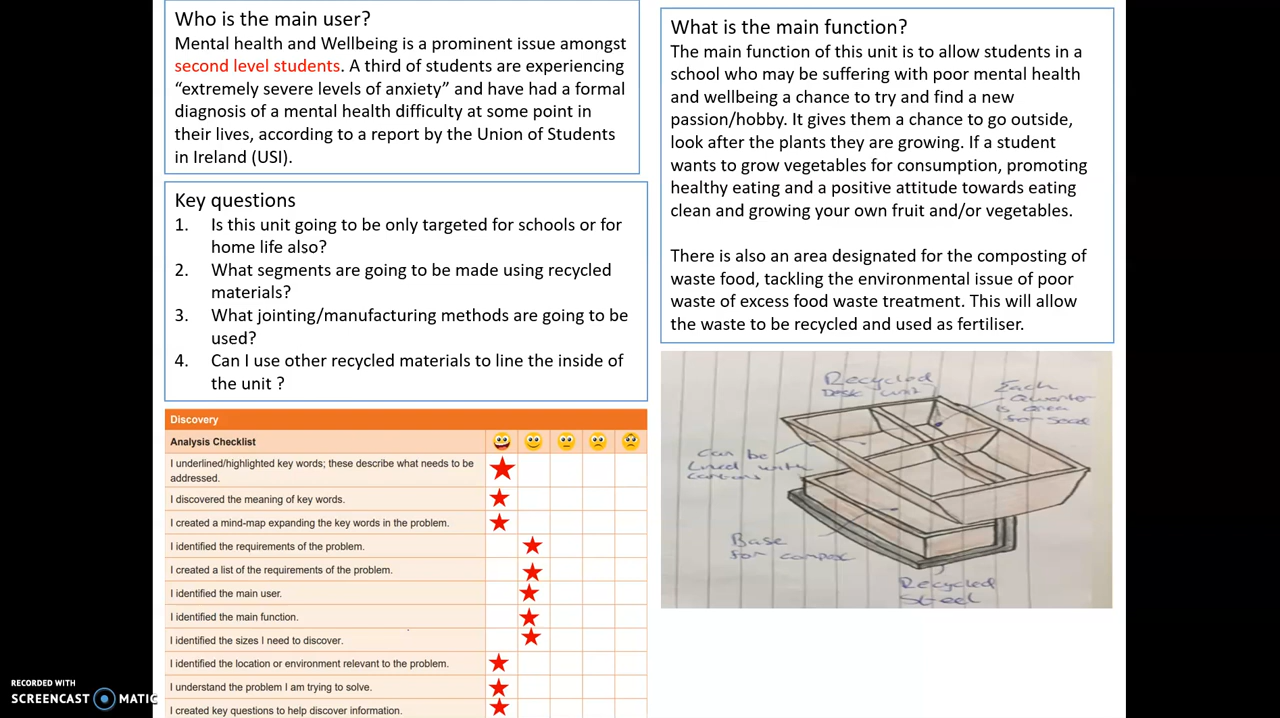 Who is the main user?
Mental health and Wellbeing is a prominent issue amongst
second level students. A third of students are experiencing
“extremely severe levels of anxiety” and have had a formal
diagnosis of a mental health difficulty at some point in
their lives, according to a report by the Union of Students
in Ireland (USI).
Key questions
1. Is this unit going to be only targeted for schools or for
home life also?
2. What segments are going to be made using recycled
materials?
3. What jointing/manufacturing methods are going to be
used?
4. Can I use other recycled materials to line the inside of
the unit ?
Discovery
Analysis Checklist
I underlined/highlighted key words; these describe what needs to be
addressed.
I discovered the meaning of key words.
I created a mind-map expanding the key words in the problem.
I identified the requirements of the problem.
I created a list of the requirements of the problem.
I identified the main user.
I identified the main function.
I identified the sizes I need to discover.
I identified the location or environment relevant to the problem.
I understand the problem I am trying to solve.
I created key questions to help discover information.
What is the main function?
The main function of this unit is to allow students in a
school who may be suffering with poor mental health
and wellbeing a chance to try and find a new
passion/hobby. It gives them a chance to go outside,
look after the plants they are growing. If a student
wants to grow vegetables for consumption, promoting
healthy eating and a positive attitude towards eating
clean and growing your own fruit and/or vegetables.
There is also an area designated for the composting of
waste food, tackling the environmental issue of poor
waste of excess food waste treatment. This will allow
the waste to be recycled and used as fertiliser.
Recycled
Desk unit
Each
Quarter
is area
for seed
Can be
Lined with
Base
for compost
Recycled
Steel
RECORDED WITH
SCREENCAST MATIC